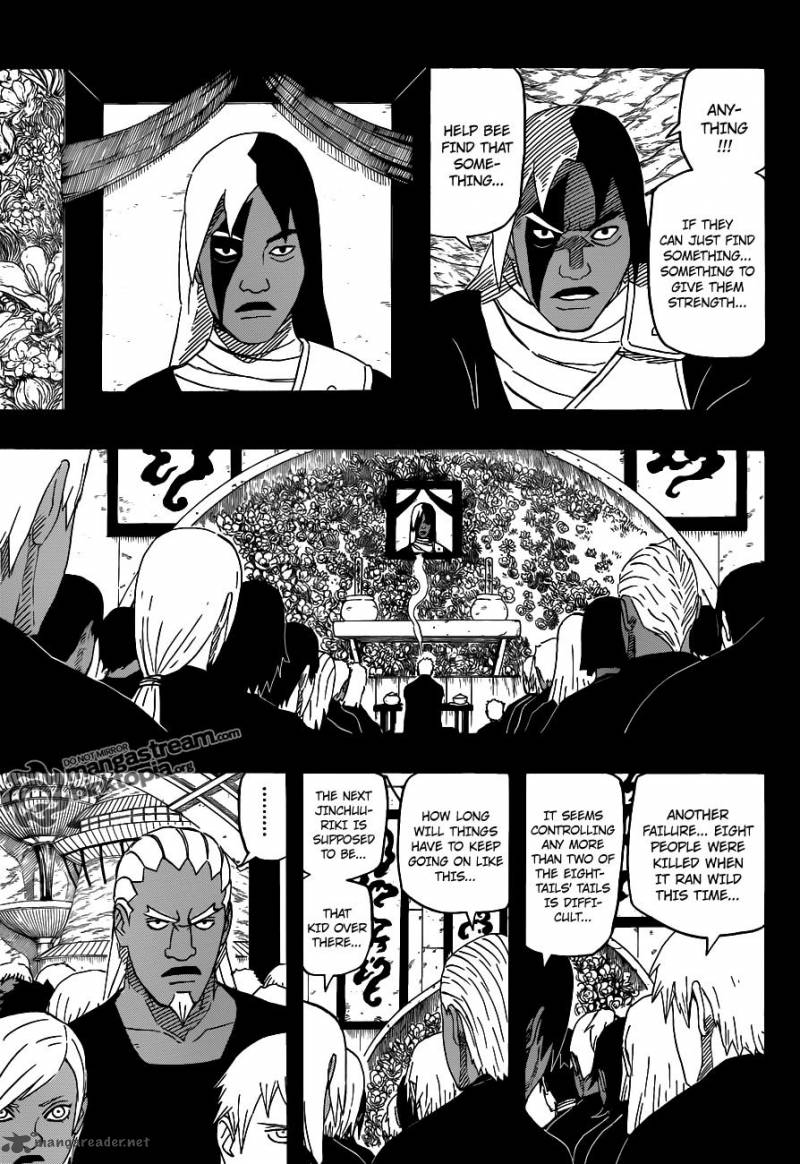 ANY-
THING
!!!
IF THEY
CAN JUST FIND
SOMETHING...
SOMETHING TO
GIVE THEM
STRENGTH...
HELP BEE
FIND THAT
SOME-
THING...
ANOTHER
FAILURE... EIGHT
PEOPLE WERE
KILLED WHEN
IT RAN WILD
THIS TIME...
IT SEEMS
CONTROLLING
ANY MORE
THAN TWO OF
THE EIGHT-
TAILS' TAILS
IS DIFFI-
CULT...
HOW LONG
WILL THINGS
HAVE TO KEEP
GOING ON LIKE
THIS...
THE NEXT
JINCHUU-
RIKI IS
SUPPOSED
TO BE...
THAT
KID OVER
THERE...
.........
DO NOT MIRROR
mangastream.com
pinktopia.org
mangareader.net